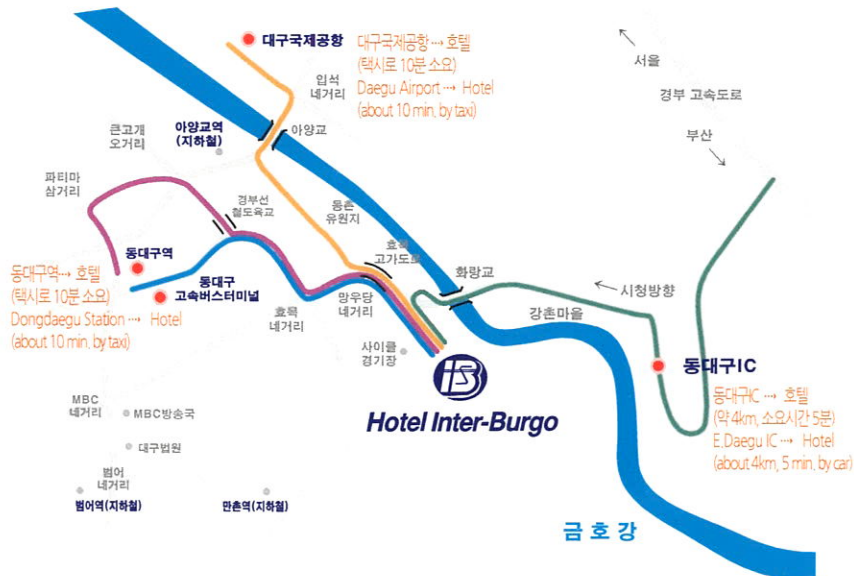 대구국제공항
대구국제공항 ··→ 호텔
(택시로 10분 소요)
Daegu Airport ··→ Hotel
(about 10 min. by taxi)
서울
경부 고속도로
부산
입석
네거리
큰고개
오거리
아양교역
(지하철)
아양교
파티마
삼거리
경부선
철도육교
동촌
유원지
동대구역
동대구역 ··→ 호텔
(택시로 10분 소요)
Dongdaegu Station ··→ Hotel
(about 10 min. by taxi)
동대구
고속버스터미널
효목
네거리
효목
고가도로
망우당
네거리
화랑교
시청방향
강촌마을
사이클
경기장
IB
Hotel Inter-Burgo
동대구IC
동대구IC ··→ 호텔
(약 4km, 소요시간 5분)
E.Daegu IC ··→ Hotel
(about 4km, 5 min. by car)
MBC
네거리
MBC방송국
대구법원
범어
네거리
범어역(지하철)
만촌역(지하철)
금호강